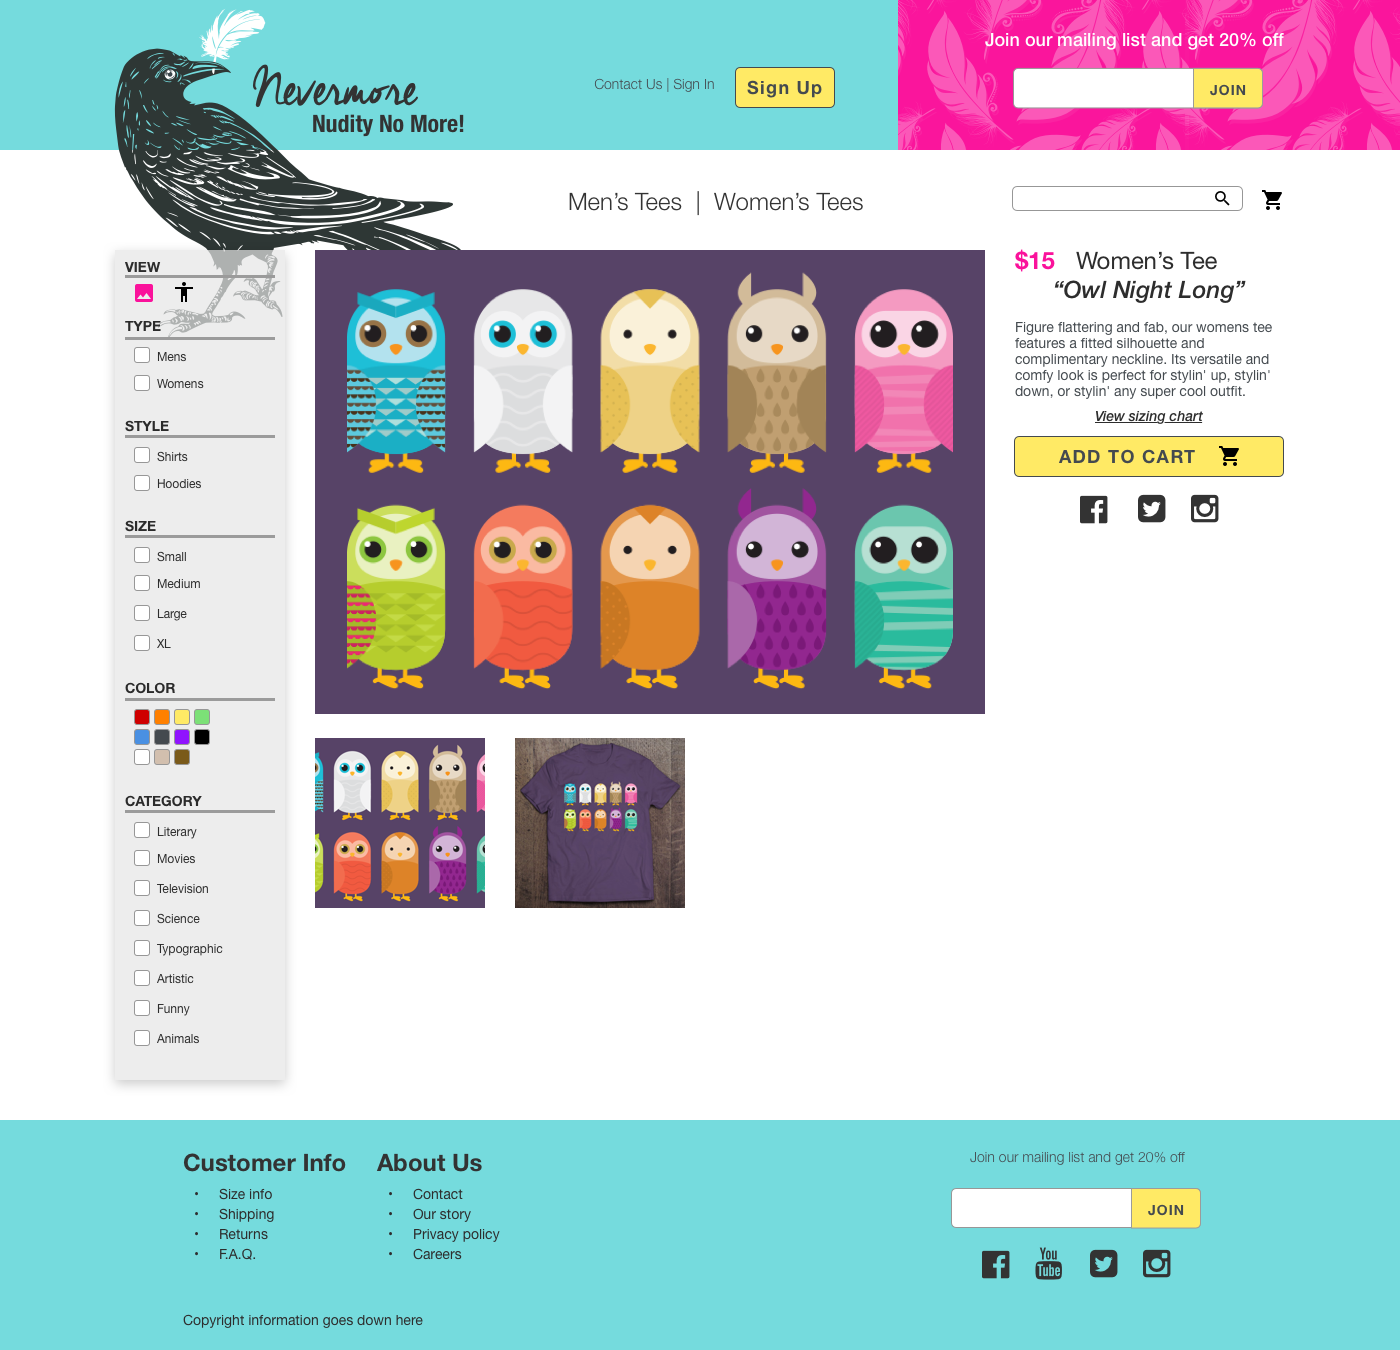 Nevermore
Nudity No More!
Contact Us | Sign In
Sign Up
Join our mailing list and get 20% off
JOIN
Men’s Tees | Women’s Tees
VIEW
TYPE
Mens
Womens
STYLE
Shirts
Hoodies
SIZE
Small
Medium
Large
XL
COLOR
CATEGORY
Literary
Movies
Television
Science
Typographic
Artistic
Funny
Animals
$15 Women’s Tee
“Owl Night Long”
Figure flattering and fab, our womens tee
features a fitted silhouette and
complimentary neckline. Its versatile and
comfy look is perfect for stylin' up, stylin'
down, or stylin' any super cool outfit.
View sizing chart
ADD TO CART
Customer Info
• Size info
• Shipping
• Returns
• F.A.Q.
About Us
• Contact
• Our story
• Privacy policy
• Careers
Join our mailing list and get 20% off
JOIN
You
Tube
Copyright information goes down here